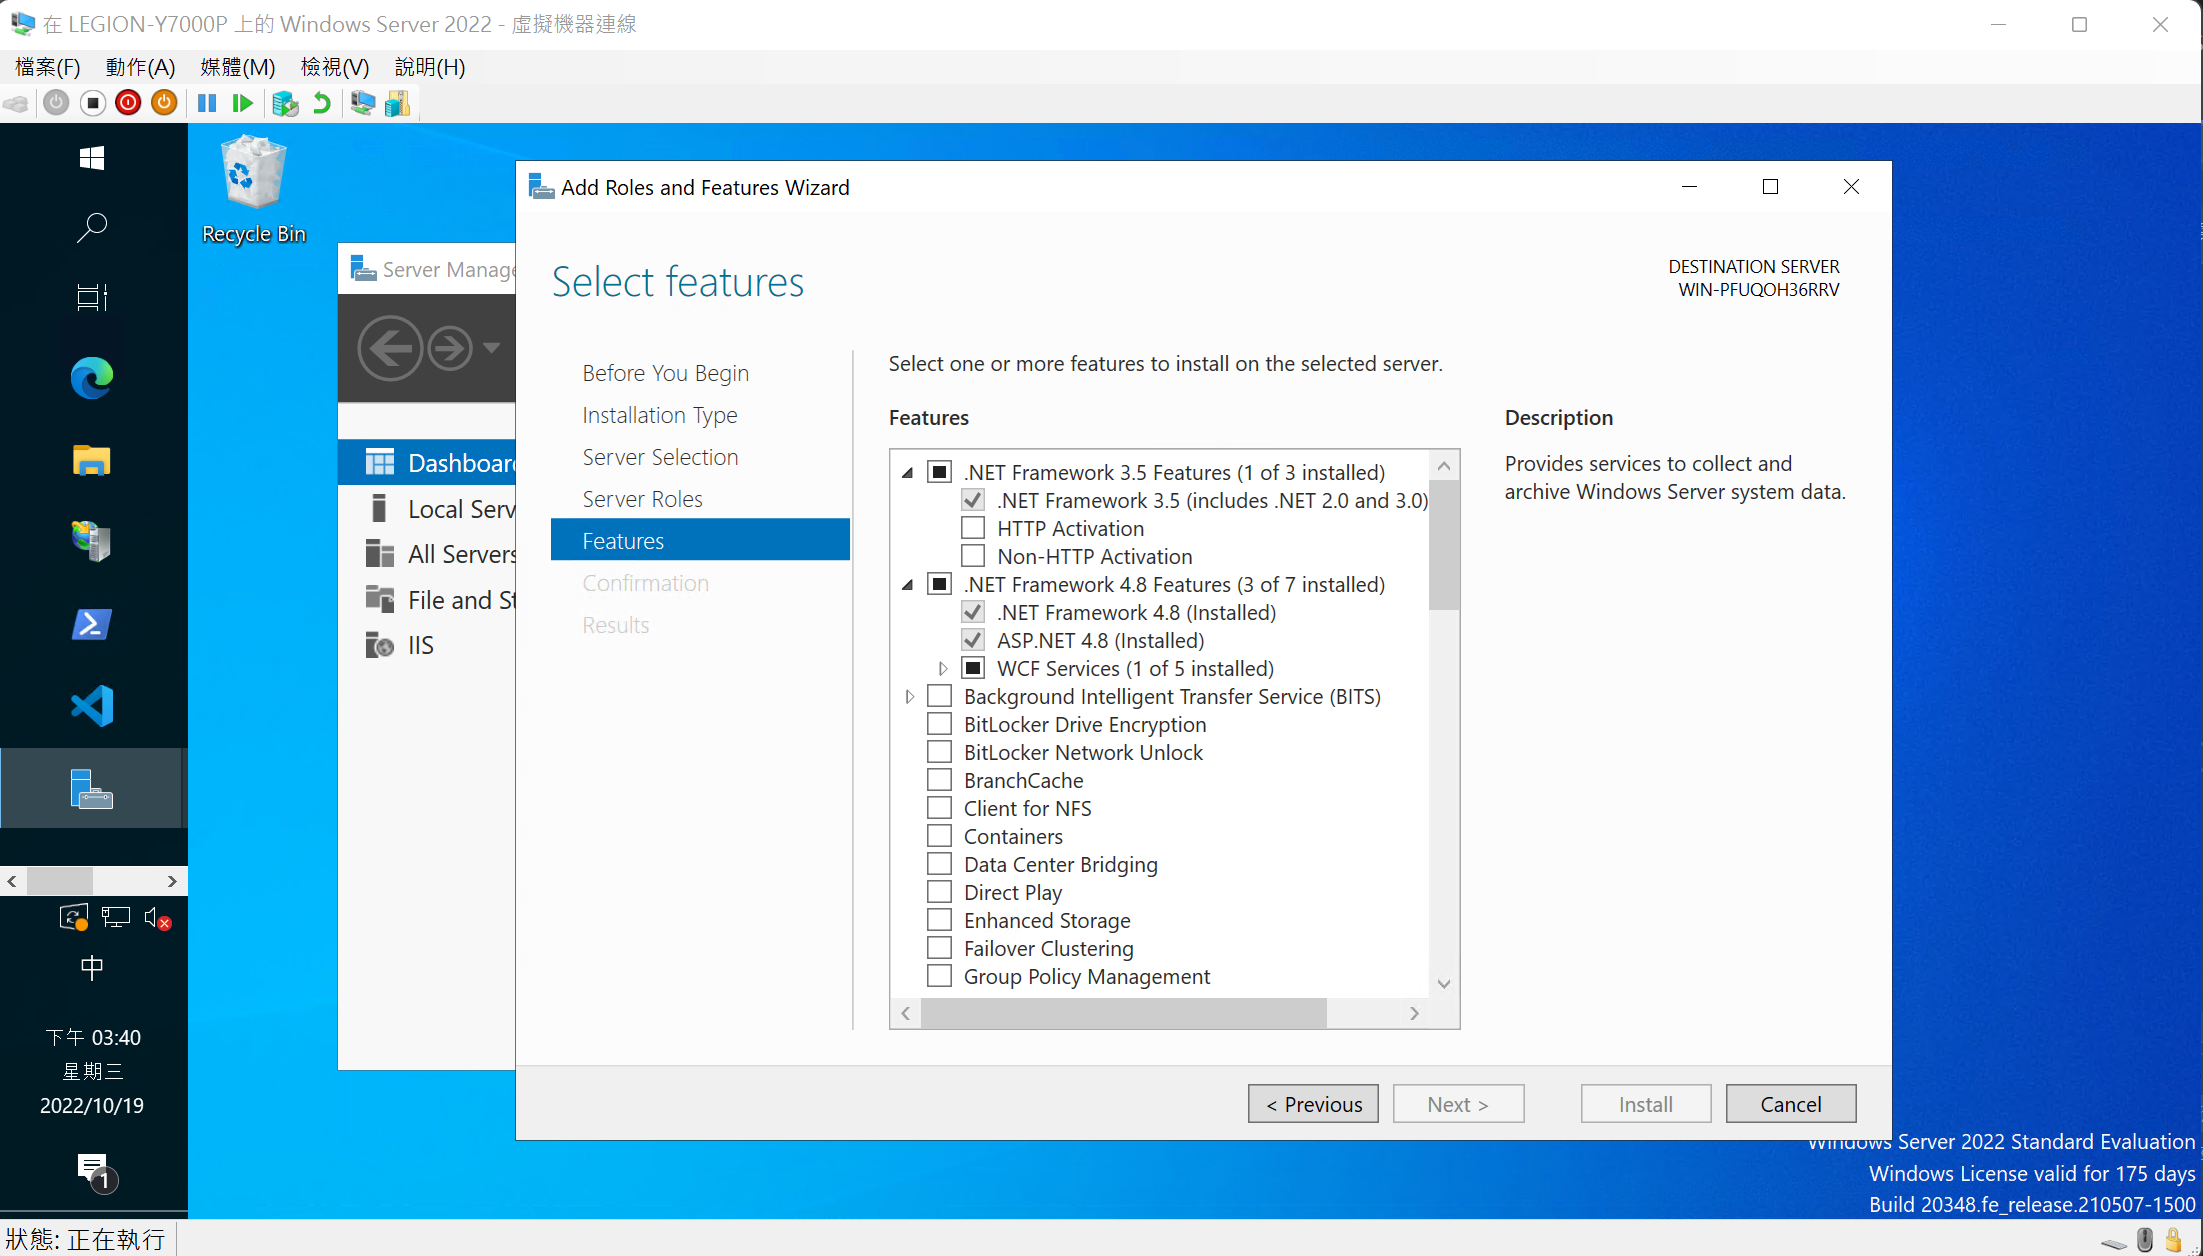 在 LEGION-Y7000P 上的 Windows Server 2022 - 虛擬機器連線
檔案(F) 動作(A) 媒體(M) 檢視(V) 說明(H)
Recycle Bin
Server Manage
Dashboard
Local Serv
All Servers
File and St
IIS
Add Roles and Features Wizard
Select features
DESTINATION SERVER
WIN-PFUQOH36RRV
Before You Begin
Installation Type
Server Selection
Server Roles
Features
Confirmation
Results
Select one or more features to install on the selected server.
Features
.NET Framework 3.5 Features (1 of 3 installed)
.NET Framework 3.5 (includes .NET 2.0 and 3.0)
HTTP Activation
Non-HTTP Activation
.NET Framework 4.8 Features (3 of 7 installed)
.NET Framework 4.8 (Installed)
ASP.NET 4.8 (Installed)
WCF Services (1 of 5 installed)
Background Intelligent Transfer Service (BITS)
BitLocker Drive Encryption
BitLocker Network Unlock
BranchCache
Client for NFS
Containers
Data Center Bridging
Direct Play
Enhanced Storage
Failover Clustering
Group Policy Management
Description
Provides services to collect and
archive Windows Server system data.
< Previous
Next >
Install
Cancel
中
下午 03:40
星期三
2022/10/19
1
Windows Server 2022 Standard Evaluation
Windows License valid for 175 days
Build 20348.fe_release.210507-1500
狀態: 正在執行